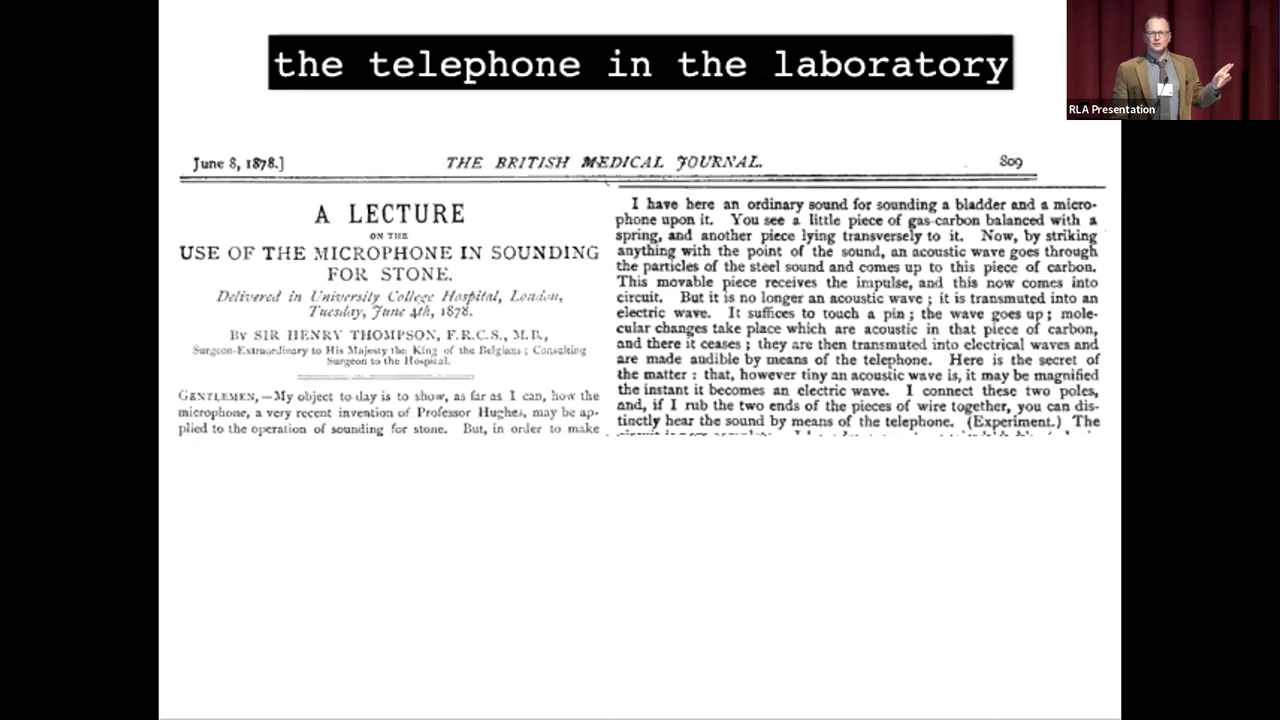 the telephone in the laboratory
RLA Presentation
June 8, 1878.] THE BRITISH MEDICAL JOURNAL. 809
A LECTURE
ON THE
USE OF THE MICROPHONE IN SOUNDING
FOR STONE.
Delivered in University College Hospital, London,
Tuesday, June 4th, 1878.
BY SIR HENRY THOMPSON, F.R.C.S., M.B.,
Surgeon-Extraordinary to His Majesty the King of the Belgians; Consulting
Surgeon to the Hospital.
GENTLEMEN,—My object to-day is to show, as far as I can, how the
microphone, a very recent invention of Professor Hughes, may be ap-
plied to the operation of sounding for stone. But, in order to make
I have here an ordinary sound for sounding a bladder and a micro-
phone upon it. You see a little piece of gas-carbon balanced with a
spring, and another piece lying transversely to it. Now, by striking
anything with the point of the sound, an acoustic wave goes through
the particles of the steel sound and comes up to this piece of carbon.
This movable piece receives the impulse, and this now comes into
circuit. But it is no longer an acoustic wave; it is transmuted into an
electric wave. It suffices to touch a pin; the wave goes up; mole-
cular changes take place which are acoustic in that piece of carbon,
and there it ceases; they are then transmuted into electrical waves and
are made audible by means of the telephone. Here is the secret of
the matter: that, however tiny an acoustic wave is, it may be magnified
the instant it becomes an electric wave. I connect these two poles,
and, if I rub the two ends of the pieces of wire together, you can dis-
tinctly hear the sound by means of the telephone. (Experiment.) The